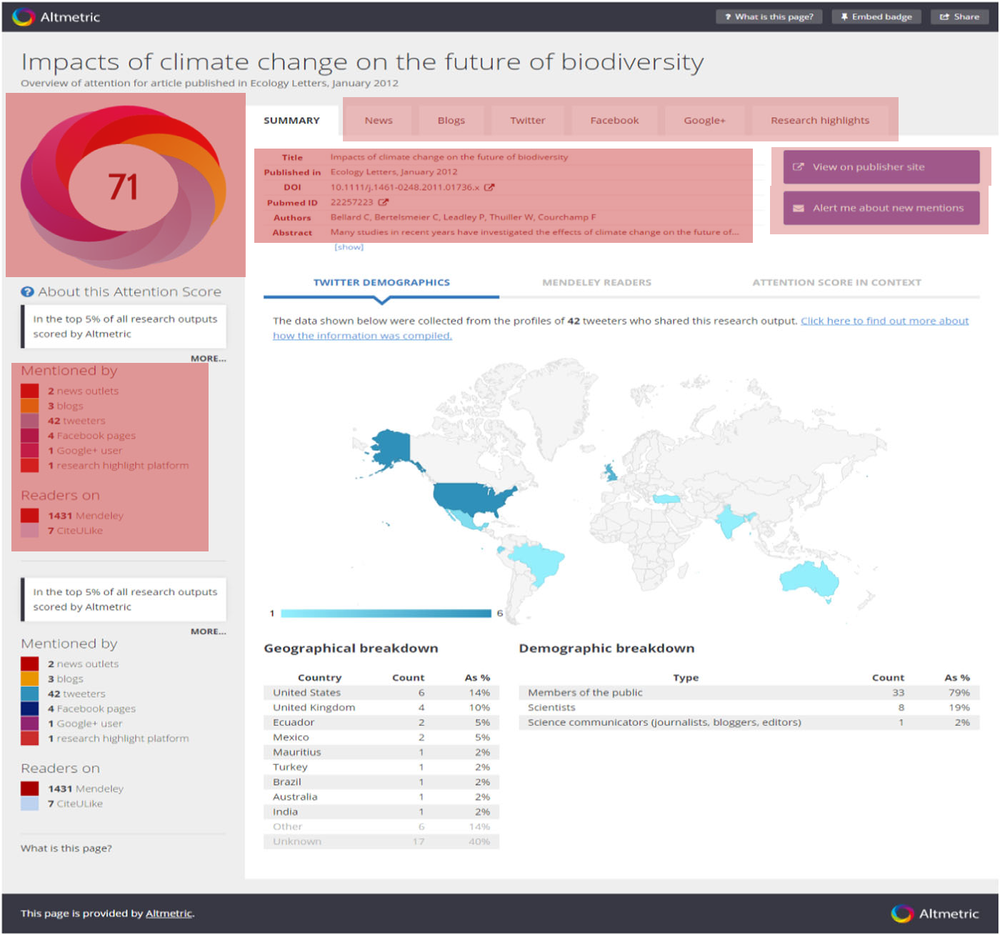 Altmetric
What is this page?
Embed badge
Share
Impacts of climate change on the future of biodiversity
Overview of attention for article published in Ecology Letters, January 2012
71
About this Attention Score
In the top 5% of all research outputs
scored by Altmetric
MORE...
Mentioned by
2 news outlets
3 blogs
42 tweeters
4 Facebook pages
1 Google+ user
1 research highlight platform
Readers on
1431 Mendeley
7 CiteULike
In the top 5% of all research outputs
scored by Altmetric
MORE...
Mentioned by
2 news outlets
3 blogs
42 tweeters
4 Facebook pages
1 Google+ user
1 research highlight platform
Readers on
1431 Mendeley
7 CiteULike
What is this page?
SUMMARY News Blogs Twitter Facebook Google+ Research highlights
Title Impacts of climate change on the future of biodiversity
Published in Ecology Letters, January 2012
DOI 10.1111/j.1461-0248.2011.01736.x
Pubmed ID 22257223
Authors Bellard C, Bertelsmeier C, Leadley P, Thuiller W, Courchamp F
Abstract Many studies in recent years have investigated the effects of climate change on the future of...
[show]
View on publisher site
Alert me about new mentions
TWITTER DEMOGRAPHICS MENDELEY READERS ATTENTION SCORE IN CONTEXT
The data shown below were collected from the profiles of 42 tweeters who shared this research output. Click here to find out more about
how the information was compiled.
1 6
Geographical breakdown
Country Count As %
United States 6 14%
United Kingdom 4 10%
Ecuador 2 5%
Mexico 2 5%
Mauritius 1 2%
Turkey 1 2%
Brazil 1 2%
Australia 1 2%
India 1 2%
Other 6 14%
Unknown 17 40%
Demographic breakdown
Type Count As %
Members of the public 33 79%
Scientists 8 19%
Science communicators (journalists, bloggers, editors) 1 2%
This page is provided by Altmetric.
Altmetric